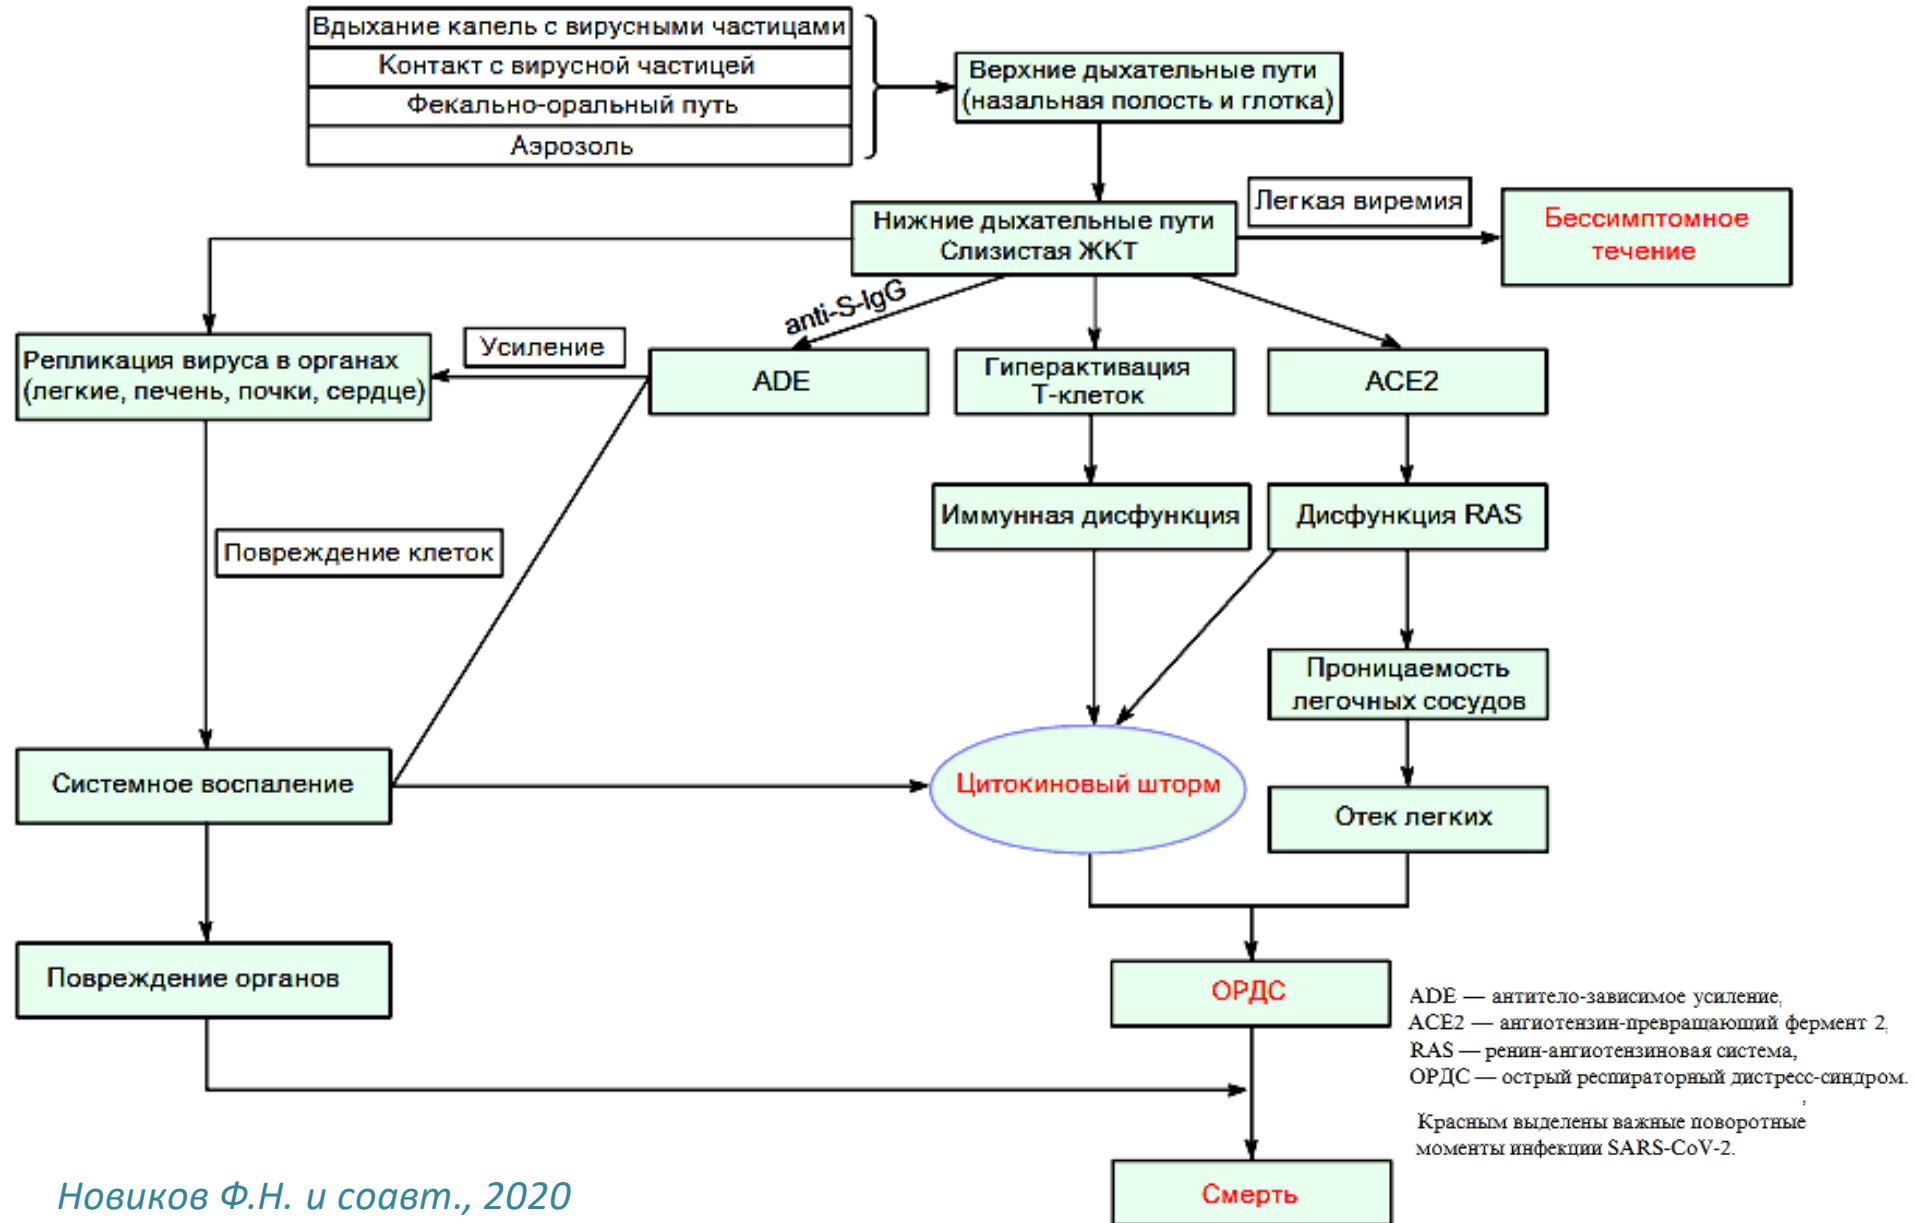 Вдыхание капель с вирусными частицами
Контакт с вирусной частицей
Фекально-оральный путь
Аэрозоль
Верхние дыхательные пути
(назальная полость и глотка)
Нижние дыхательные пути
Слизистая ЖКТ
Легкая виремия
Бессимптомное
течение
anti-S-IgG
Усиление
Репликация вируса в органах
(легкие, печень, почки, сердце)
ADE
Гиперактивация
Т-клеток
ACE2
Повреждение клеток
Иммунная дисфункция
Дисфункция RAS
Проницаемость
легочных сосудов
Системное воспаление
Цитокиновый шторм
Отек легких
Повреждение органов
ОРДС
ADE — антитело-зависимое усиление,
ACE2 — ангиотензин-превращающий фермент 2,
RAS — ренин-ангиотензиновая система,
ОРДС — острый респираторный дистресс-синдром.
,
Красным выделены важные поворотные
моменты инфекции SARS-CoV-2.
Смерть
Новиков Ф.Н. и соавт., 2020